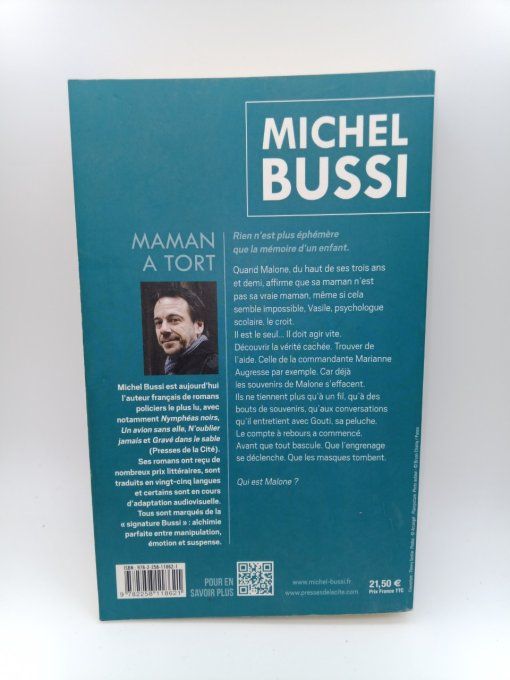 MICHEL
BUSSI
MAMAN
A TORT
Rien n'est plus éphémère
que la mémoire d'un enfant.
Quand Malone, du haut de ses trois ans
et demi, affirme que sa maman n'est
pas sa vraie maman, même si cela
semble impossible, Vasile, psychologue
scolaire, le croit.
Il est le seul... Il doit agir vite.
Découvrir la vérité cachée. Trouver de
l'aide. Celle de la commandante Marianne
Augresse par exemple. Car déjà
les souvenirs de Malone s'effacent.
Ils ne tiennent plus qu'à un fil, qu'à des
bouts de souvenirs, qu'aux conversations
qu'il entretient avec Gouti, sa peluche.
Le compte à rebours a commencé.
Avant que tout bascule. Que l'engrenage
se déclenche. Que les masques tombent.
Qui est Malone ?
Michel Bussi est aujourd'hui
l'auteur français de romans
policiers le plus lu, avec
notamment Nymphéas noirs,
Un avion sans elle, N'oublier
jamais et Gravé dans le sable
(Presses de la Cité).
Ses romans ont reçu de
nombreux prix littéraires, sont
traduits en vingt-cinq langues
et certains sont en cours
d'adaptation audiovisuelle.
Tous sont marqués de la
« signature Bussi » : alchimie
parfaite entre manipulation,
émotion et suspense.
ISBN : 978-2-258-11862-1
9 782258 118621
POUR EN
SAVOIR PLUS
www.michel-bussi.fr
www.pressesdelacite.com
21,50 €
Prix France TTC